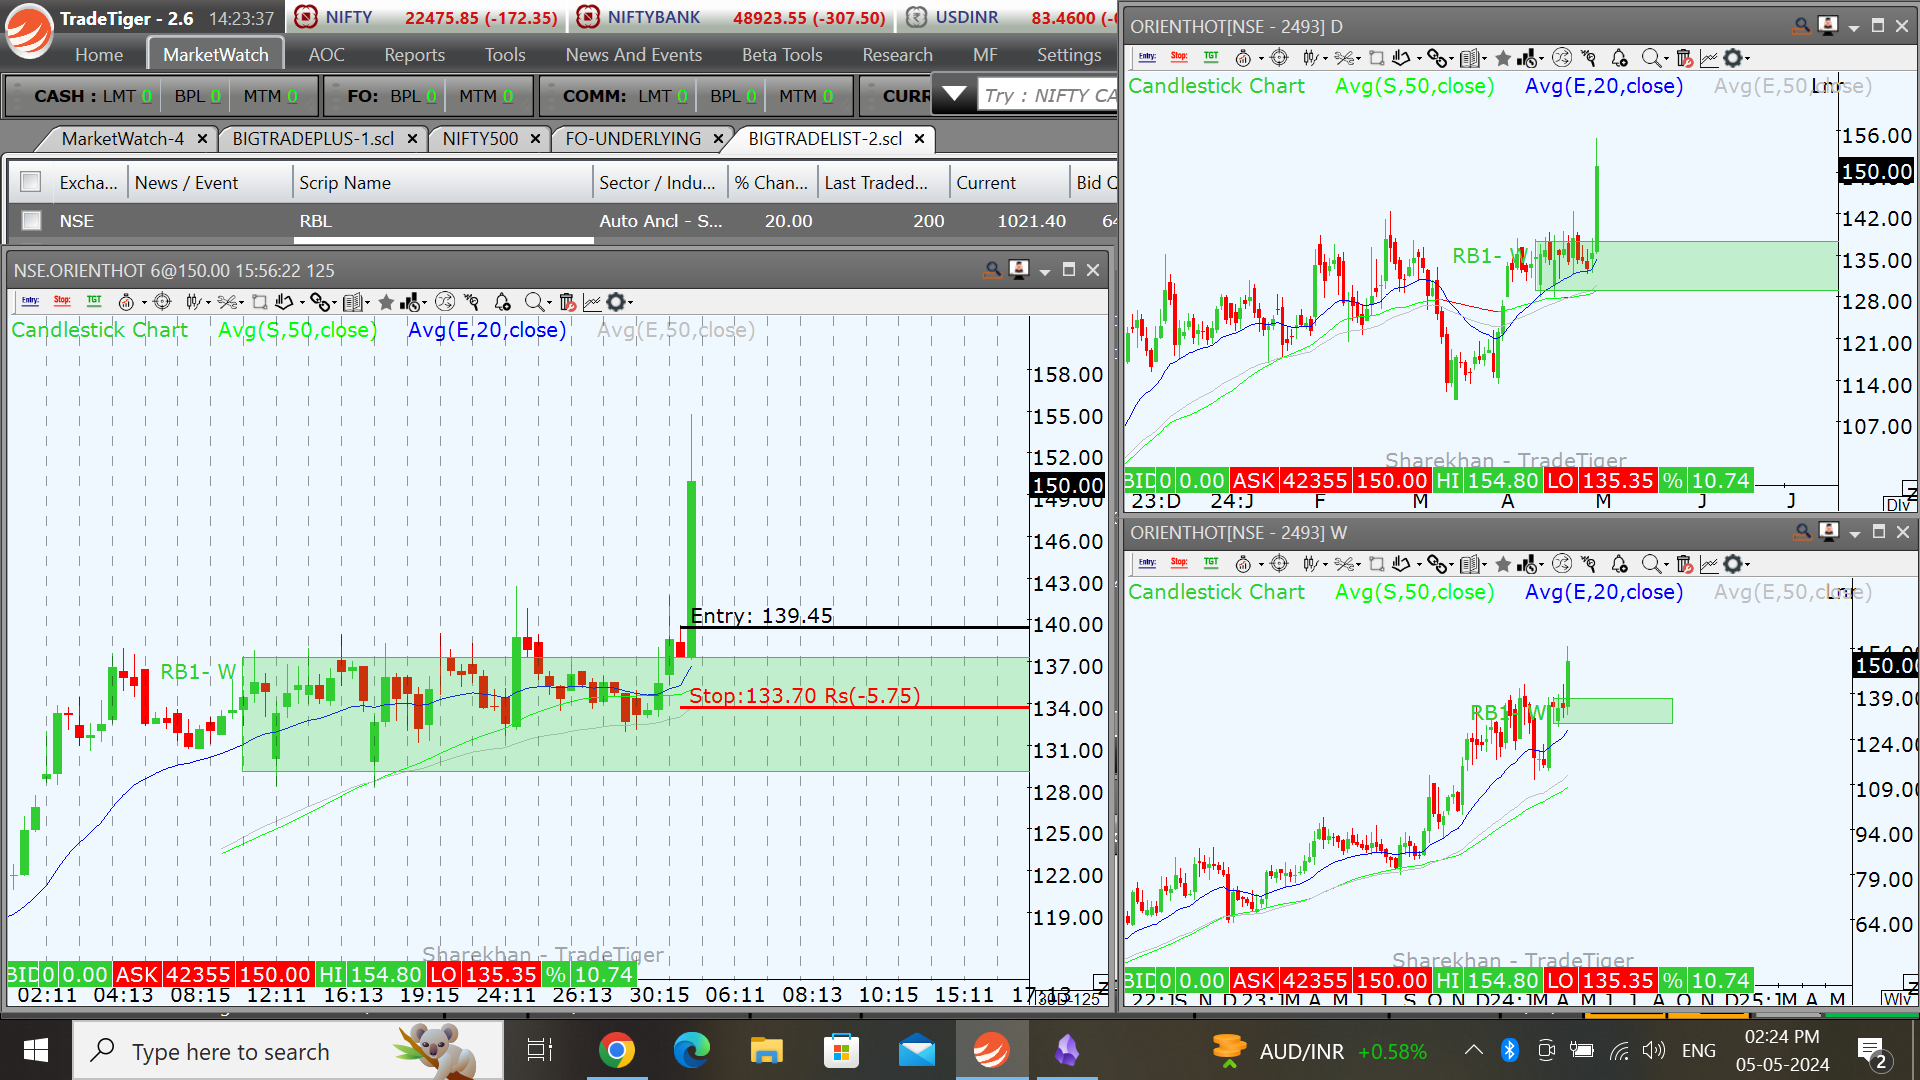 TradeTiger - 2.6 14:23:37 NIFTY 22475.85 (-172.35) NIFTYBANK 48923.55 (-307.50) USDINR 83.4600
Home MarketWatch AOC Reports Tools News And Events Beta Tools Research MF Settings
CASH : LMT 0 BPL 0 MTM 0 FO: BPL 0 MTM 0 COMM: LMT 0 BPL 0 MTM 0 CURR Try : NIFTY CA
MarketWatch-4 BIGTRADEPLUS-1.scl NIFTY500 FO-UNDERLYING BIGTRADELIST-2.scl
Excha... News / Event Scrip Name Sector / Indu... % Chan... Last Traded... Current Bid Q
NSE RBL Auto Ancl - S... 20.00 200 1021.40 64
NSE.ORIENTHOT 6@150.00 15:56:22 125
Entry: Stop: TGT
Candlestick Chart Avg(S,50,close) Avg(E,20,close) Avg(E,50,close)
158.00
155.00
152.00
150.00
149.00
146.00
143.00
Entry: 139.45
140.00
RB1- W
137.00
Stop:133.70 Rs(-5.75)
134.00
131.00
128.00
125.00
122.00
119.00
Sharekhan - TradeTiger
BID 0 0.00 ASK 42355 150.00 HI 154.80 LO 135.35 % 10.74
02:11 04:13 08:15 12:11 16:13 19:15 24:11 26:13 30:15 06:11 08:13 10:15 15:11 17:13 30D-125
ORIENTHOT[NSE - 2493] D
Entry: Stop: TGT
Candlestick Chart Avg(S,50,close) Avg(E,20,close) Avg(E,50,close)
156.00
150.00
142.00
RB1- W
135.00
128.00
121.00
114.00
107.00
Sharekhan - TradeTiger
BID 0 0.00 ASK 42355 150.00 HI 154.80 LO 135.35 % 10.74
23:D 24:J F M A M J J
ORIENTHOT[NSE - 2493] W
Entry: Stop: TGT
Candlestick Chart Avg(S,50,close) Avg(E,20,close) Avg(E,50,close)
154.00
150.00
139.00
RB1- W
124.00
109.00
94.00
79.00
64.00
Sharekhan - TradeTiger
BID 0 0.00 ASK 42355 150.00 HI 154.80 LO 135.35 % 10.74
Type here to search AUD/INR +0.58% ENG 02:24 PM
05-05-2024 2